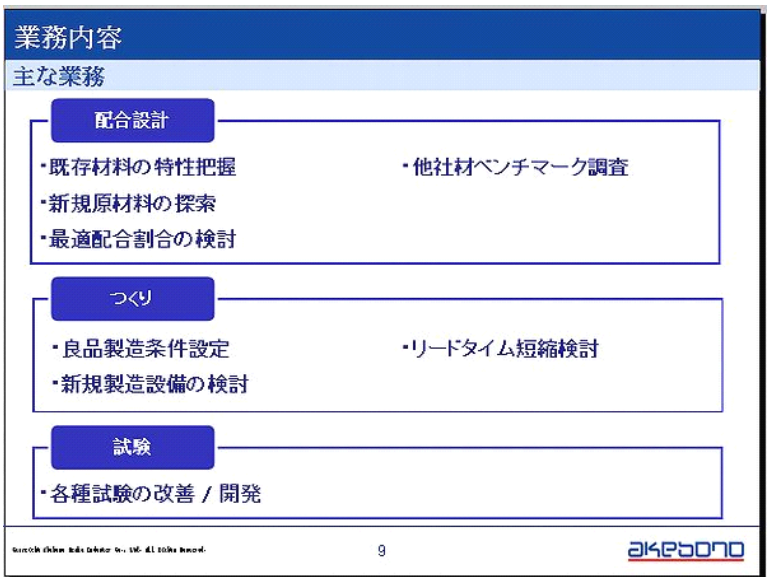 業務内容
主な業務
配合設計
・既存材料の特性把握
・他社材ベンチマーク調査
・新規原材料の探索
・最適配合割合の検討
つくり
・良品製造条件設定
・リードタイム短縮検討
・新規製造設備の検討
試験
・各種試験の改善 / 開発
9
akebono